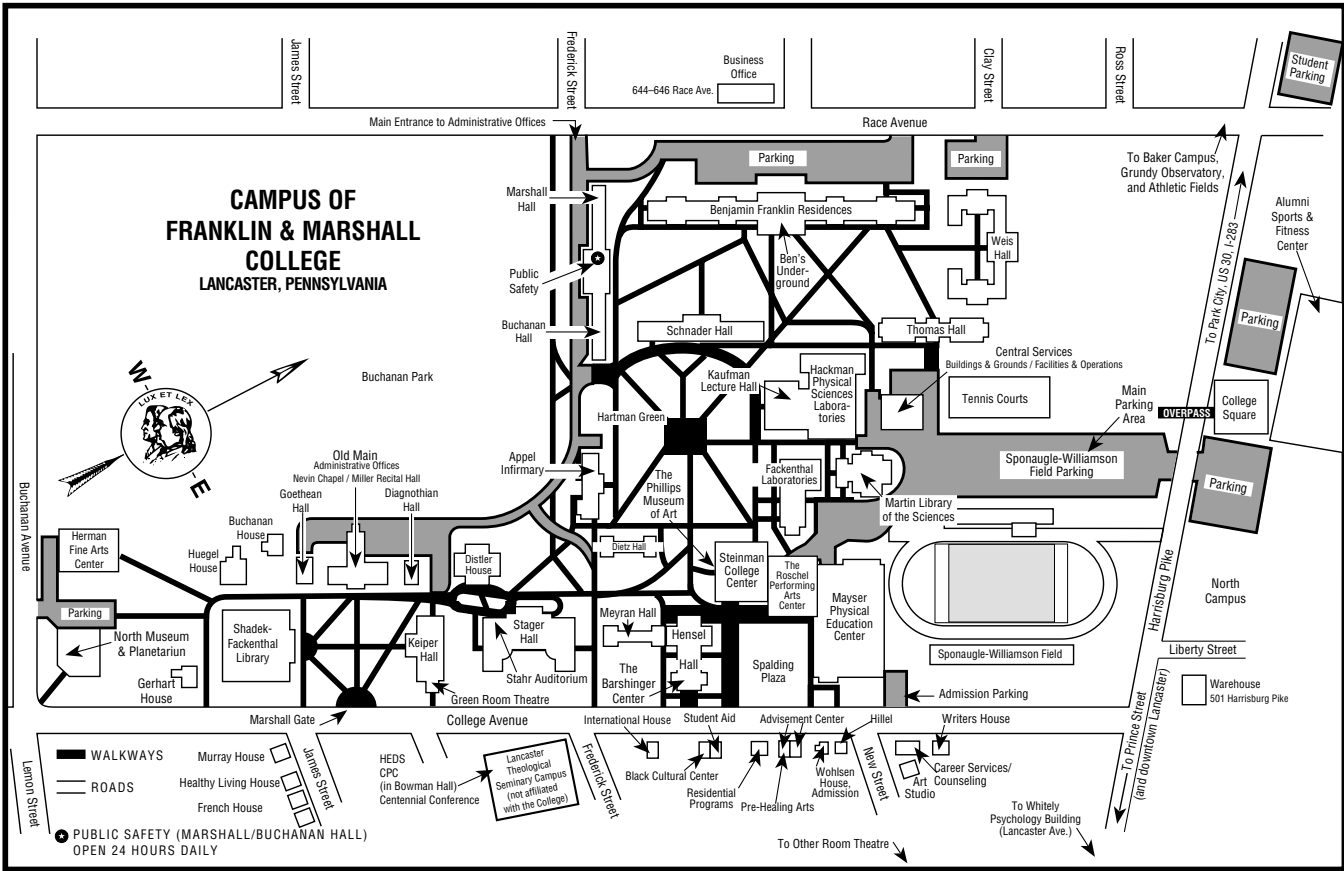 James Street
Frederick Street
Business
Office
644–646 Race Ave.
Clay Street
Ross Street
Student
Parking
Main Entrance to Administrative Offices
Race Avenue
CAMPUS OF
FRANKLIN & MARSHALL
COLLEGE
LANCASTER, PENNSYLVANIA
Marshall
Hall
Parking
Parking
To Baker Campus,
Grundy Observatory,
and Athletic Fields
Benjamin Franklin Residences
Alumni
Sports &
Fitness
Center
To Park City, US 30, I-283
Weis
Hall
Public
Safety
Ben's
Under-
ground
Buchanan
Hall
Schnader Hall
Thomas Hall
Parking
Central Services
Buildings & Grounds / Facilities & Operations
W
LUX ET LEX
E
Buchanan Park
Kaufman
Lecture Hall
Hackman
Physical
Sciences
Labora-
tories
Tennis Courts
Main
Parking
Area
OVERPASS
College
Square
Hartman Green
Old Main
Administrative Offices
Nevin Chapel / Miller Recital Hall
Goethean
Hall
Diagnothian
Hall
Appel
Infirmary
The
Phillips
Museum
of Art
Fackenthal
Laboratories
Sponaugle-Williamson
Field Parking
Parking
Martin Library
of the Sciences
Buchanan Avenue
Herman
Fine Arts
Center
Buchanan
House
Huegel
House
Distler
House
Dietz Hall
Steinman
College
Center
The
Roschel
Performing
Arts
Center
Mayser
Physical
Education
Center
Harrisburg Pike
North
Campus
Parking
North Museum
& Planetariun
Shadek-
Fackenthal
Library
Keiper
Hall
Stager
Hall
Meyran Hall
Hensel
Hall
Spalding
Plaza
Sponaugle-Williamson Field
Liberty Street
Gerhart
House
Stahr Auditorium
The
Barshinger
Center
Green Room Theatre
Admission Parking
Warehouse
501 Harrisburg Pike
Marshall Gate
College Avenue
International House
Student Aid
Advisement Center
Hillel
Writers House
To Prince Street
(and downtown Lancaster)
Lemon Street
WALKWAYS
ROADS
Murray House
Healthy Living House
French House
James Street
HEDS
CPC
(in Bowman Hall)
Centennial Conference
Lancaster
Theological
Seminary Campus
(not affiliated
with the College)
Frederick Street
Black Cultural Center
Residential
Programs
Pre-Healing Arts
Wohlsen
House,
Admission
New Street
Career Services/
Counseling
Art
Studio
PUBLIC SAFETY (MARSHALL/BUCHANAN HALL)
OPEN 24 HOURS DAILY
To Other Room Theatre
To Whitely
Psychology Building
(Lancaster Ave.)